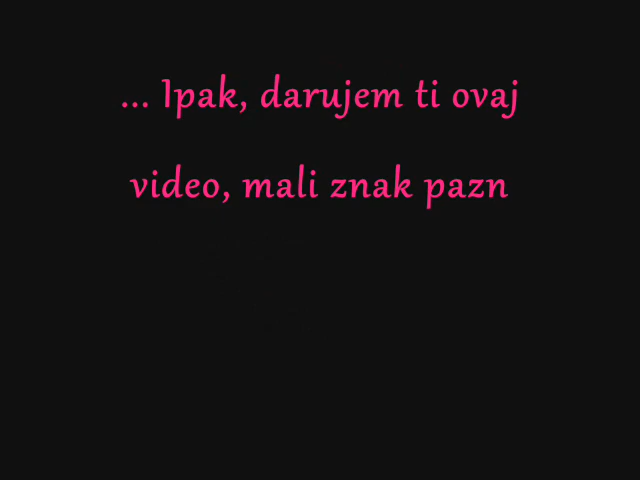 ... Ipak, darujem ti ovaj
video, mali znak pazn